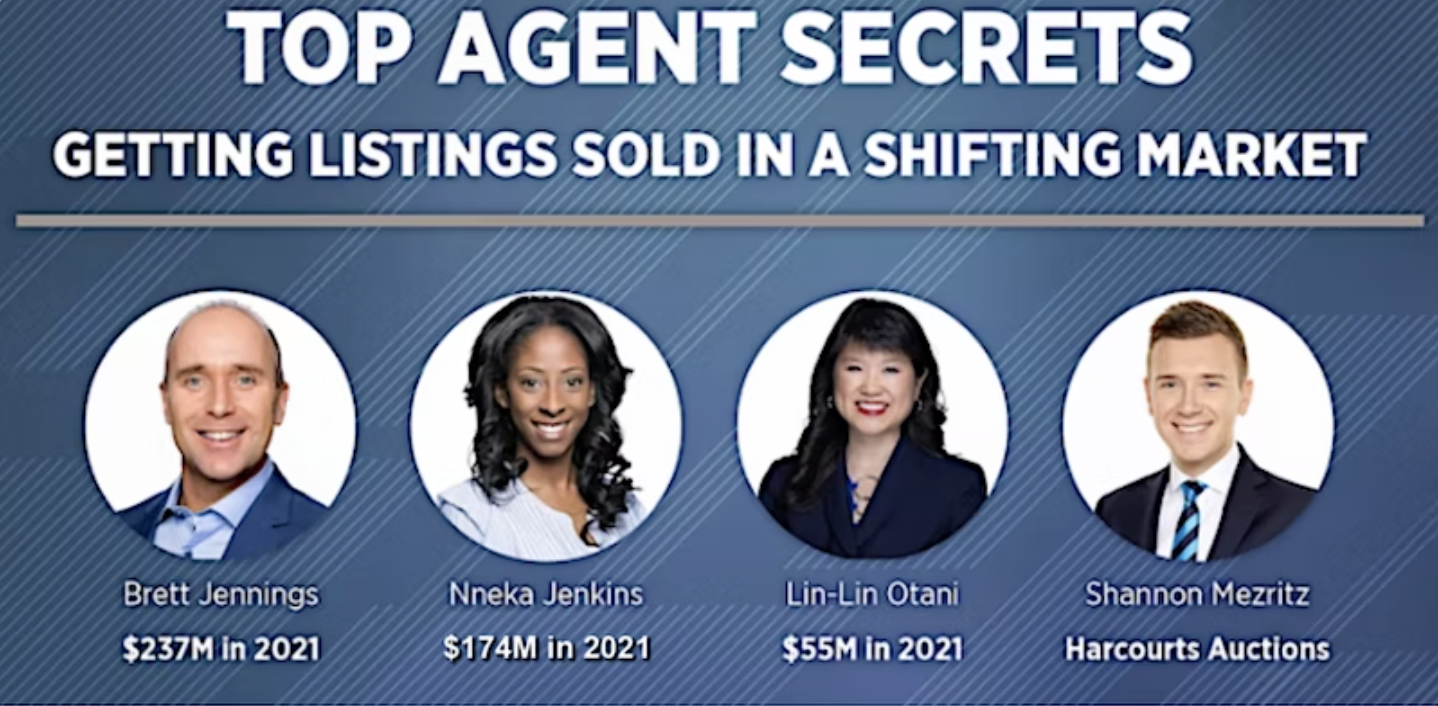 TOP AGENT SECRETS
GETTING LISTINGS SOLD IN A SHIFTING MARKET
Brett Jennings
Nneka Jenkins
Lin-Lin Otani
Shannon Mezritz
$237M in 2021
$174M in 2021
$55M in 2021
Harcourts Auctions